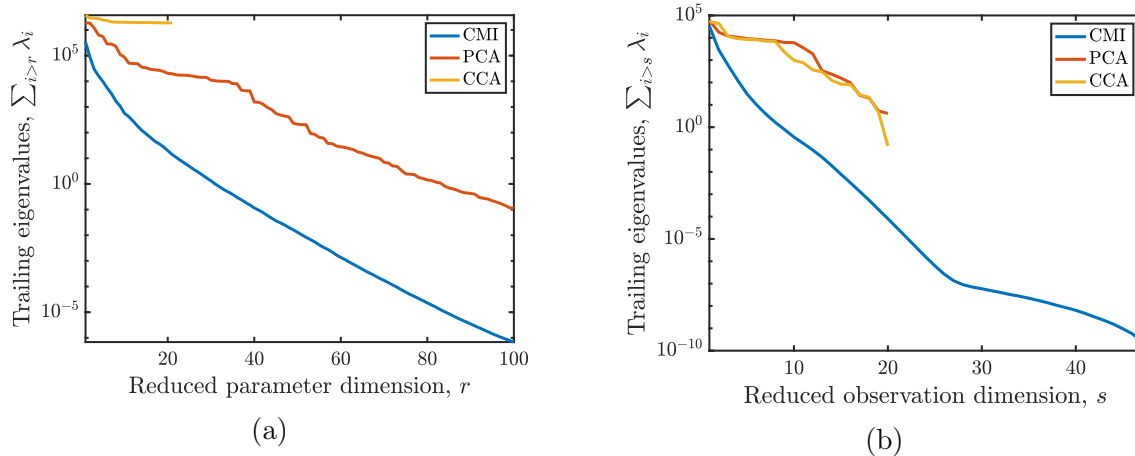 Trailing eigenvalues, ∑_{i>r} λ_i
10^5
10^0
10^{-5}
CMI
PCA
CCA
20
40
60
80
100
Reduced parameter dimension, r
(a)
Trailing eigenvalues, ∑_{i>s} λ_i
10^5
10^0
10^{-5}
10^{-10}
CMI
PCA
CCA
10
20
30
40
Reduced observation dimension, s
(b)